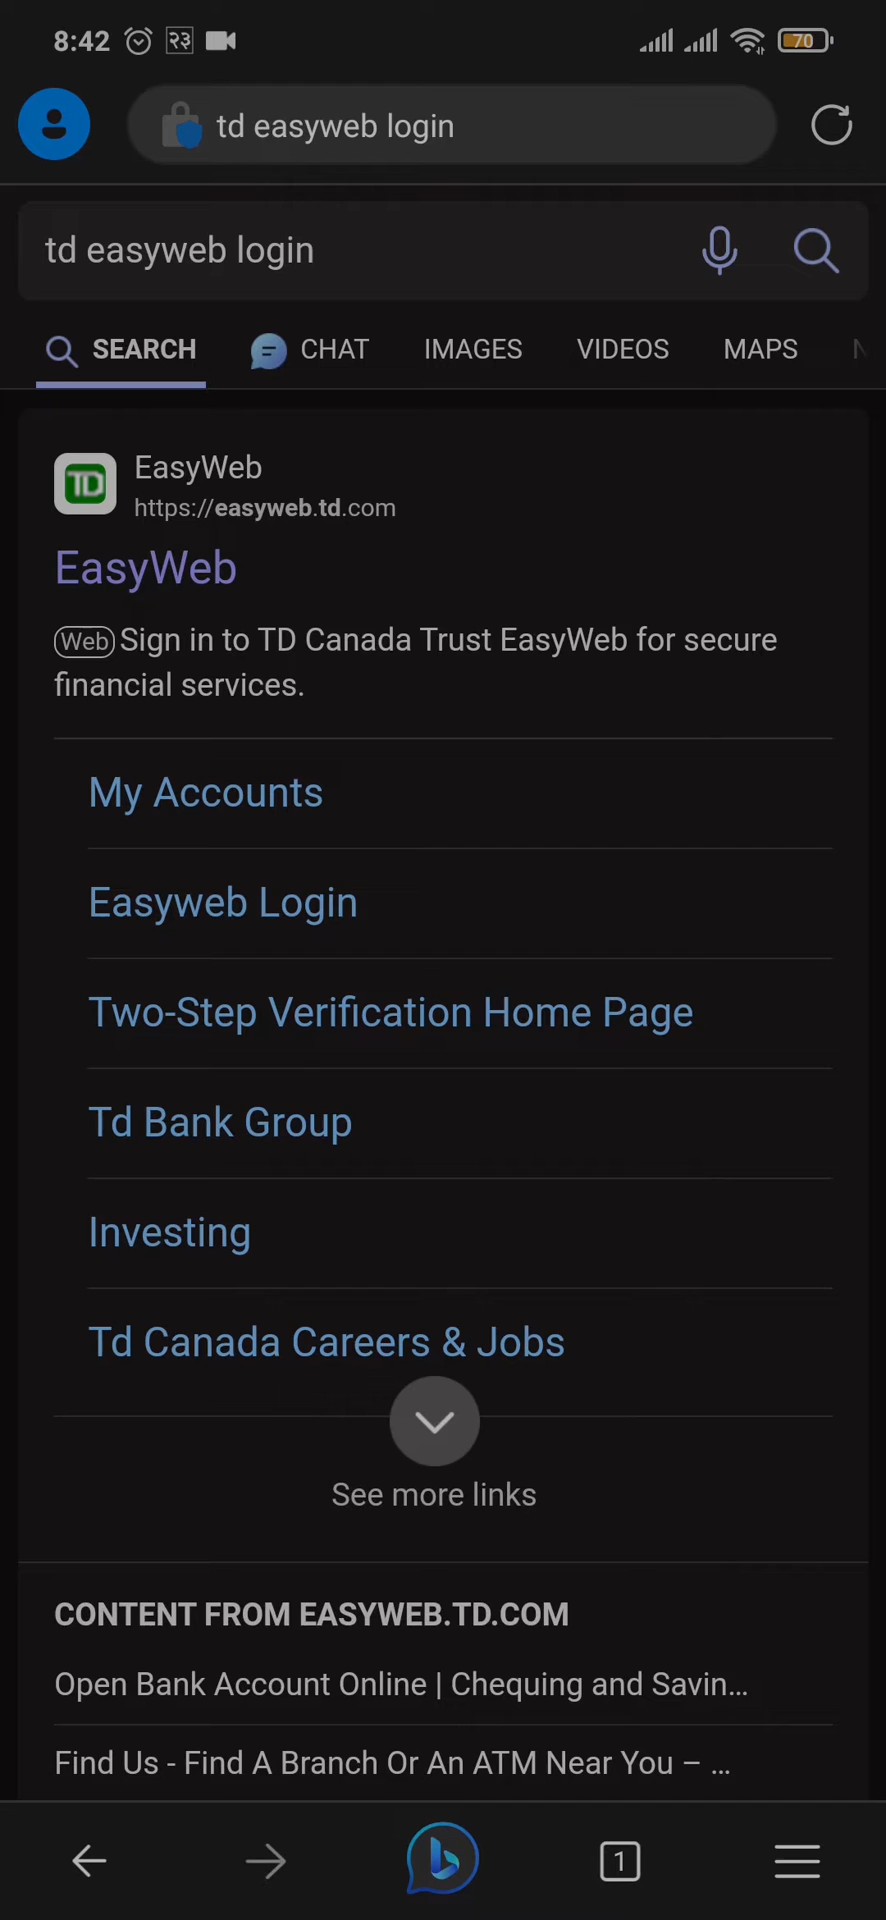 8:42 २३ 70
td easyweb login
td easyweb login
SEARCH CHAT IMAGES VIDEOS MAPS
TD EasyWeb
https://easyweb.td.com
EasyWeb
Web Sign in to TD Canada Trust EasyWeb for secure
financial services.
My Accounts
Easyweb Login
Two-Step Verification Home Page
Td Bank Group
Investing
Td Canada Careers & Jobs
See more links
CONTENT FROM EASYWEB.TD.COM
Open Bank Account Online | Chequing and Savin...
Find Us - Find A Branch Or An ATM Near You – ...
1